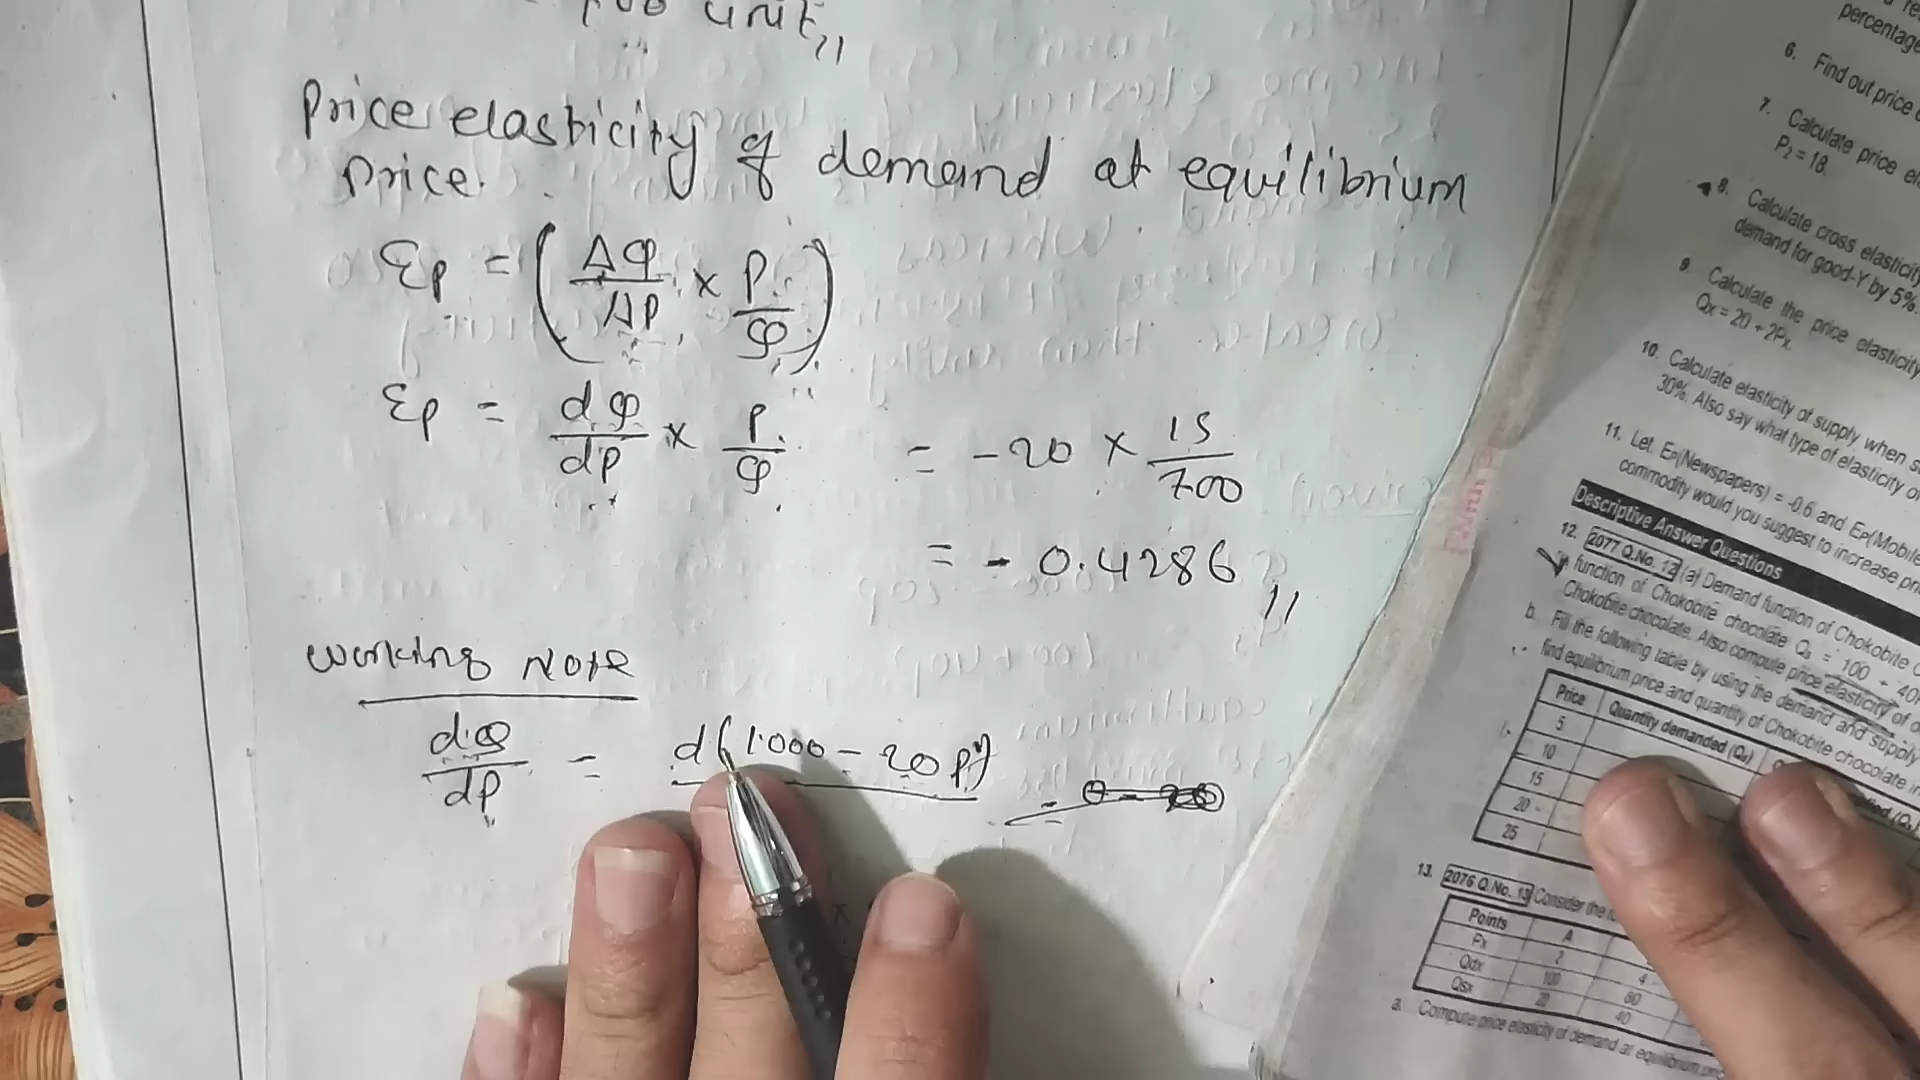 unit,,
Price elasticity of demand at equilibrium
Price.
Ep = (ΔQ/ΔP × P/Q)
Ep = dQ/dP × P/Q = -20 × 15/700
= - 0.4286,,
Working Note
dQ/dP = d(1000 - 20P)
percentage
6. Find out price
7. Calculate price
P₂ = 18.
8. Calculate cross elasticity
demand for good-Y by 5%.
9. Calculate the price elasticity
Qx = 20 + 2Px.
10. Calculate elasticity of supply when
30%. Also say what type of elasticity
11. Let, EP(Newspapers) = -0.6 and EP(Mobile
commodity would you suggest to increase
Descriptive Answer Questions
12. 2077 Q.No. 12 (a) Demand function of Chokobite
function of Chokobite chocolate Qs = 100 + 40
Chokobite chocolate. Also compute price elasticity of
b. Fill the following table by using the demand and supply
find equilibrium price and quantity of Chokobite chocolate
Price Quantity demanded (Qd)
5
10
15
20
25
13. 2076 Q.No. 13 Consider the
Points A
Px 2 4
Qdx 100 80
Qsx 20 40
a. Compute price elasticity of demand at equilibrium